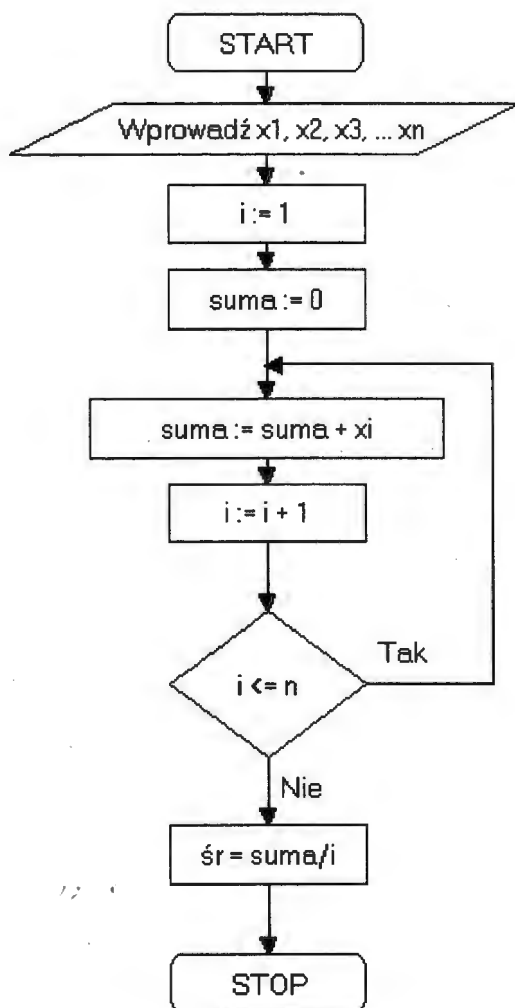 START
Wprowadź x1, x2, x3, ... xn
i := 1
suma := 0
suma := suma + xi
i := i + 1
i <= n
Tak
Nie
śr = suma/i
STOP